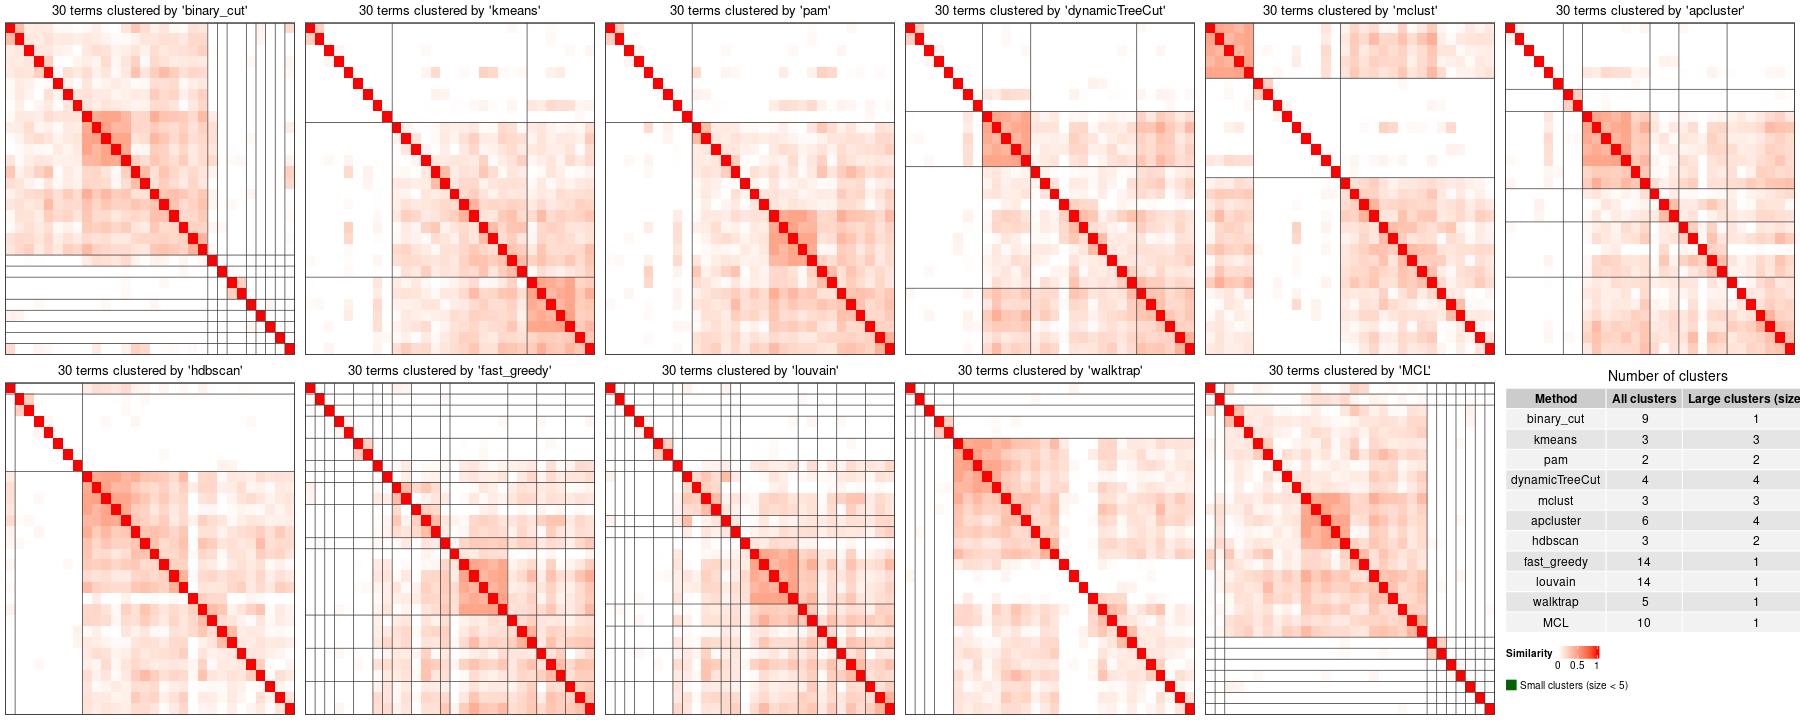 30 terms clustered by 'binary_cut'
30 terms clustered by 'kmeans'
30 terms clustered by 'pam'
30 terms clustered by 'dynamicTreeCut'
30 terms clustered by 'mclust'
30 terms clustered by 'apcluster'
30 terms clustered by 'hdbscan'
30 terms clustered by 'fast_greedy'
30 terms clustered by 'louvain'
30 terms clustered by 'walktrap'
30 terms clustered by 'MCL'
Number of clusters
Method All clusters Large clusters (size
binary_cut 9 1
kmeans 3 3
pam 2 2
dynamicTreeCut 4 4
mclust 3 3
apcluster 6 4
hdbscan 3 2
fast_greedy 14 1
louvain 14 1
walktrap 5 1
MCL 10 1
Similarity
0 0.5 1
Small clusters (size < 5)